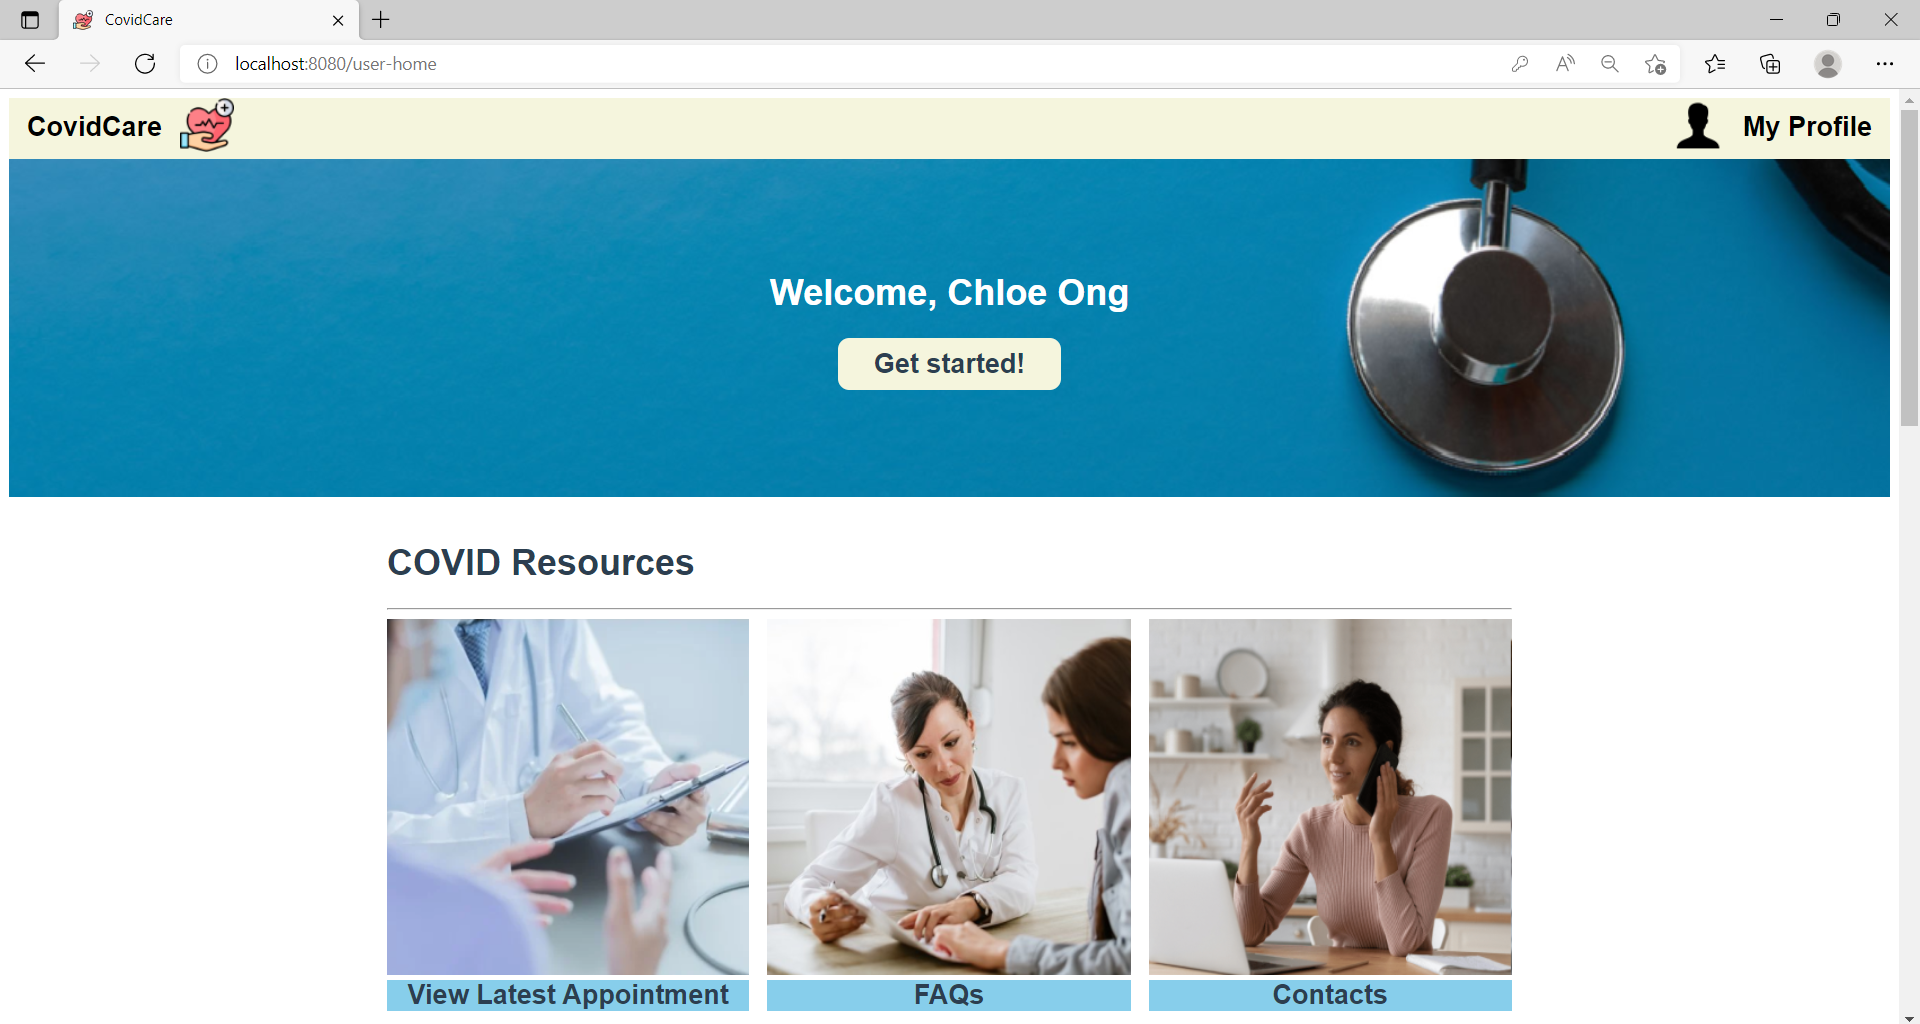 CovidCare
localhost:8080/user-home
CovidCare
My Profile
Welcome, Chloe Ong
Get started!
COVID Resources
View Latest Appointment
FAQs
Contacts